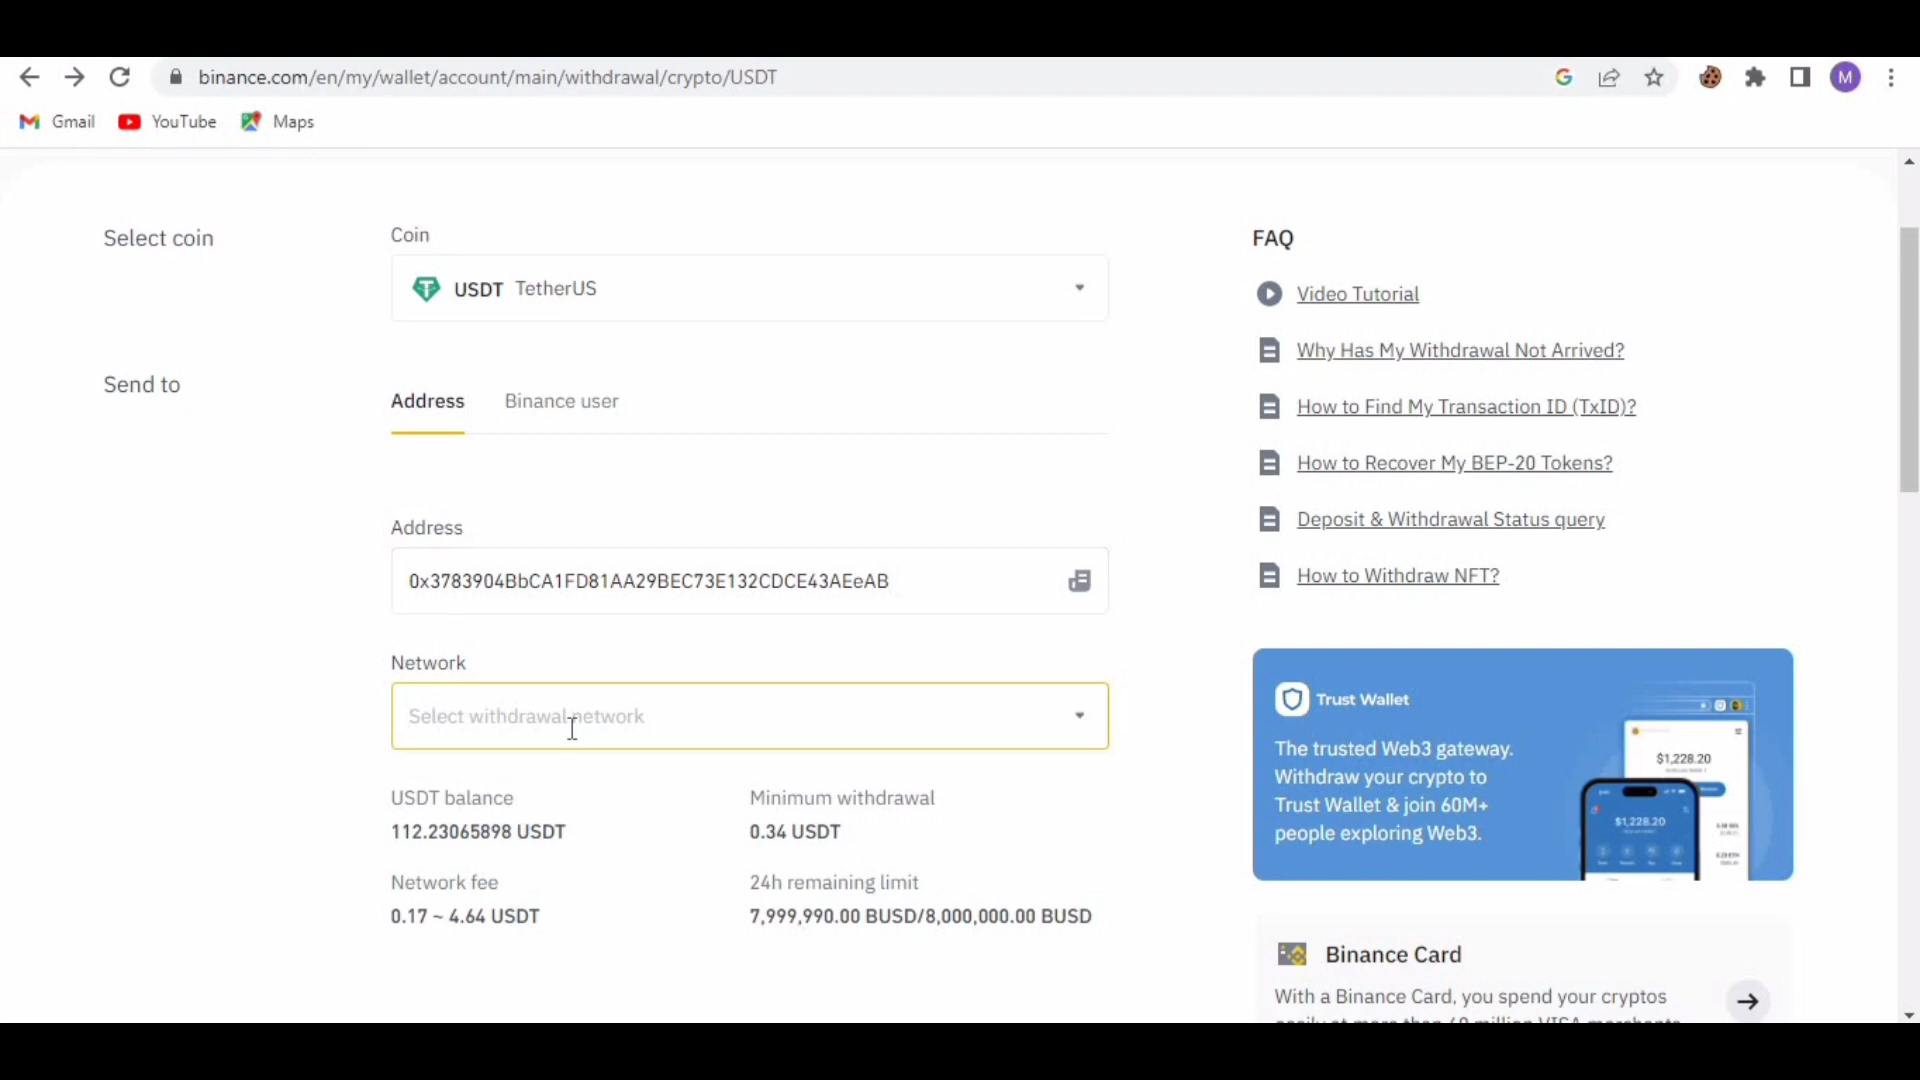 binance.com/en/my/wallet/account/main/withdrawal/crypto/USDT
M
Gmail
YouTube
Maps
Select coin
Coin
USDT TetherUS
Send to
Address
Binance user
Address
0x3783904BbCA1FD81AA29BEC73E132CDCE43AEeAB
Network
Select withdrawal network
USDT balance
112.23065898 USDT
Minimum withdrawal
0.34 USDT
Network fee
0.17 ~ 4.64 USDT
24h remaining limit
7,999,990.00 BUSD/8,000,000.00 BUSD
FAQ
Video Tutorial
Why Has My Withdrawal Not Arrived?
How to Find My Transaction ID (TxID)?
How to Recover My BEP-20 Tokens?
Deposit & Withdrawal Status query
How to Withdraw NFT?
Trust Wallet
The trusted Web3 gateway.
Withdraw your crypto to
Trust Wallet & join 60M+
people exploring Web3.
$1,228.20
$1,228.20
Binance Card
With a Binance Card, you spend your cryptos